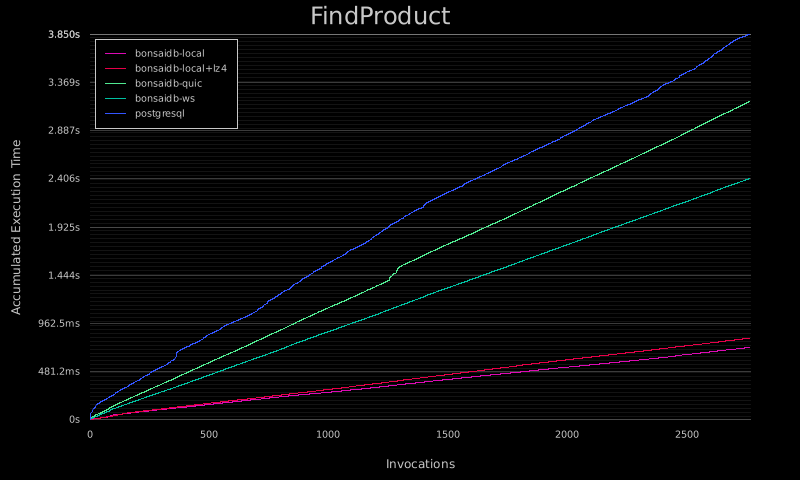 FindProduct
3.850s
bonsaidb-local
bonsaidb-local+lz4
bonsaidb-quic
bonsaidb-ws
postgresql
3.369s
2.887s
2.406s
1.925s
1.444s
962.5ms
481.2ms
0s
Accumulated Execution Time
0
500
1000
1500
2000
2500
Invocations